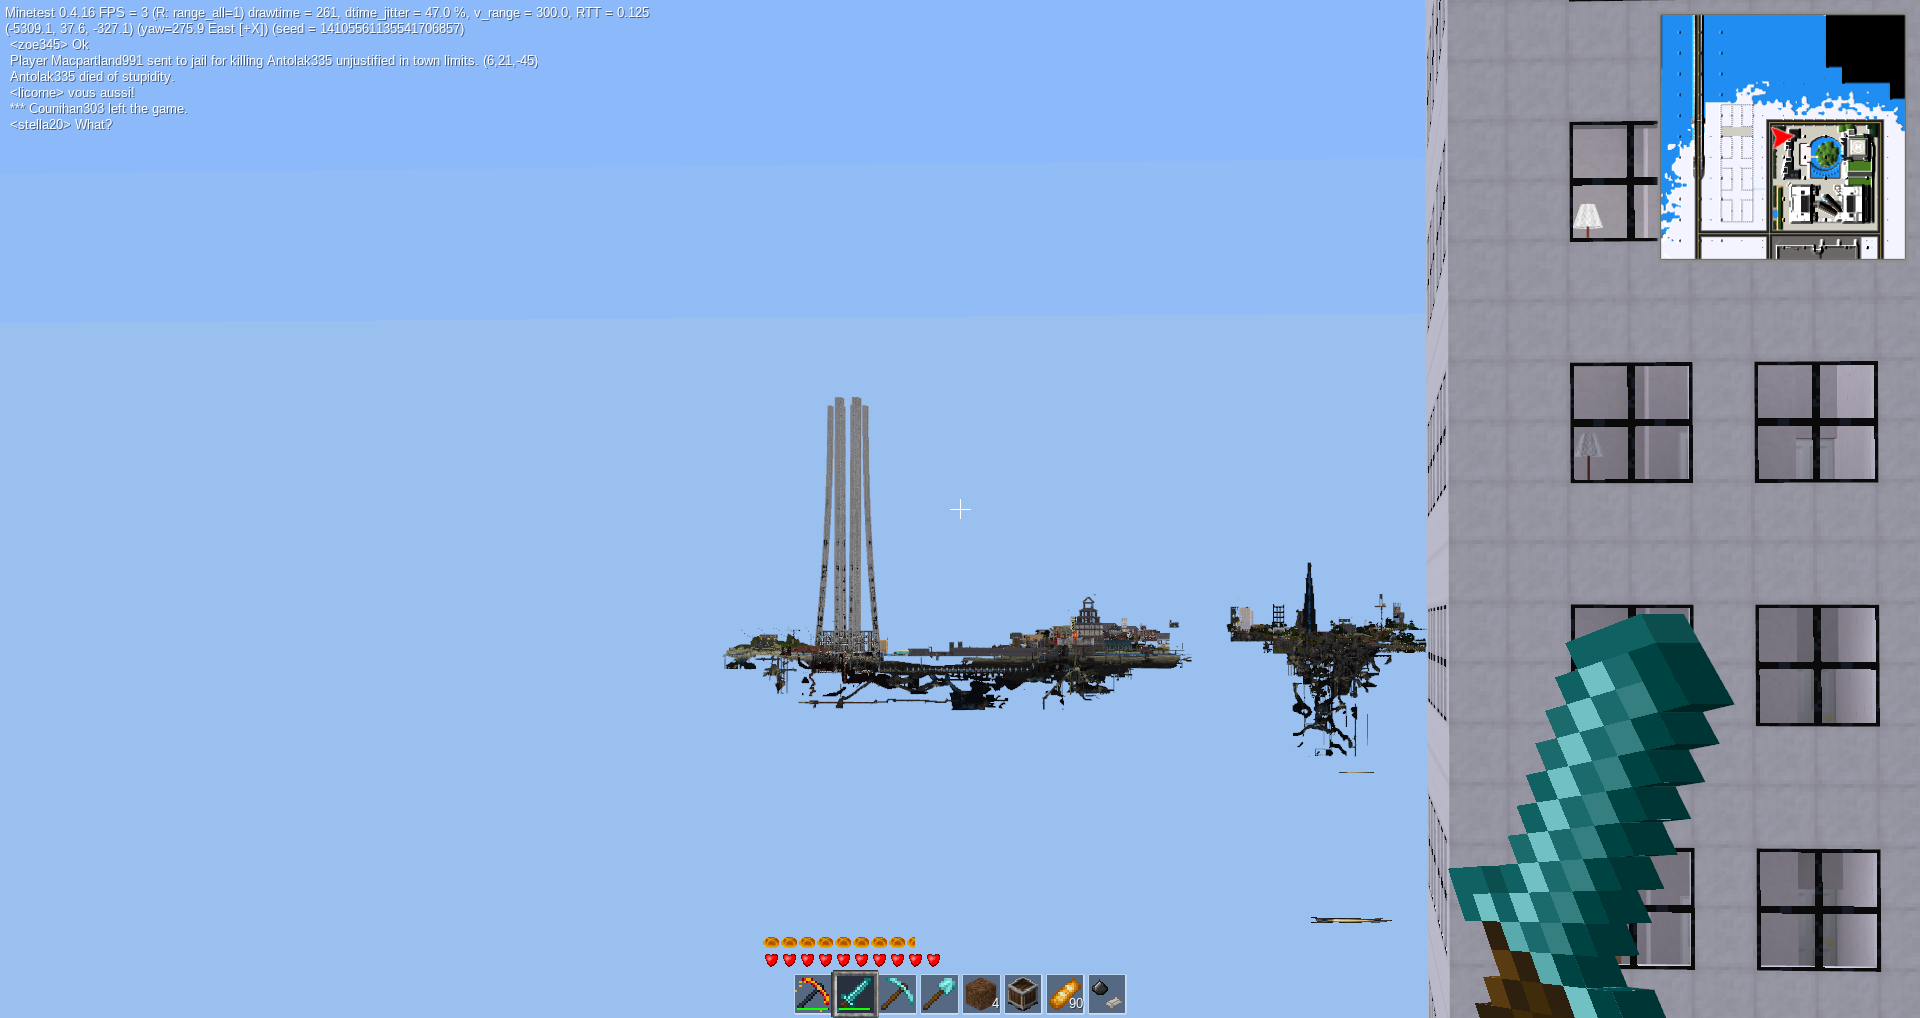 Minetest 0.4.16 FPS = 3 (R: range_all=1) drawtime = 261, dtime_jitter = 47.0 %, v_range = 300.0, RTT = 0.125
(-5309.1, 37.6, -327.1) (yaw=275.9 East [+X]) (seed = 14105561135541706857)
<zoe345> Ok
Player Macpartland991 sent to jail for killing Antolak335 unjustified in town limits. (6,21,-45)
Antolak335 died of stupidity.
<licorne> vous aussi!
*** Counihan303 left the game.
<stella20> What?
4
90